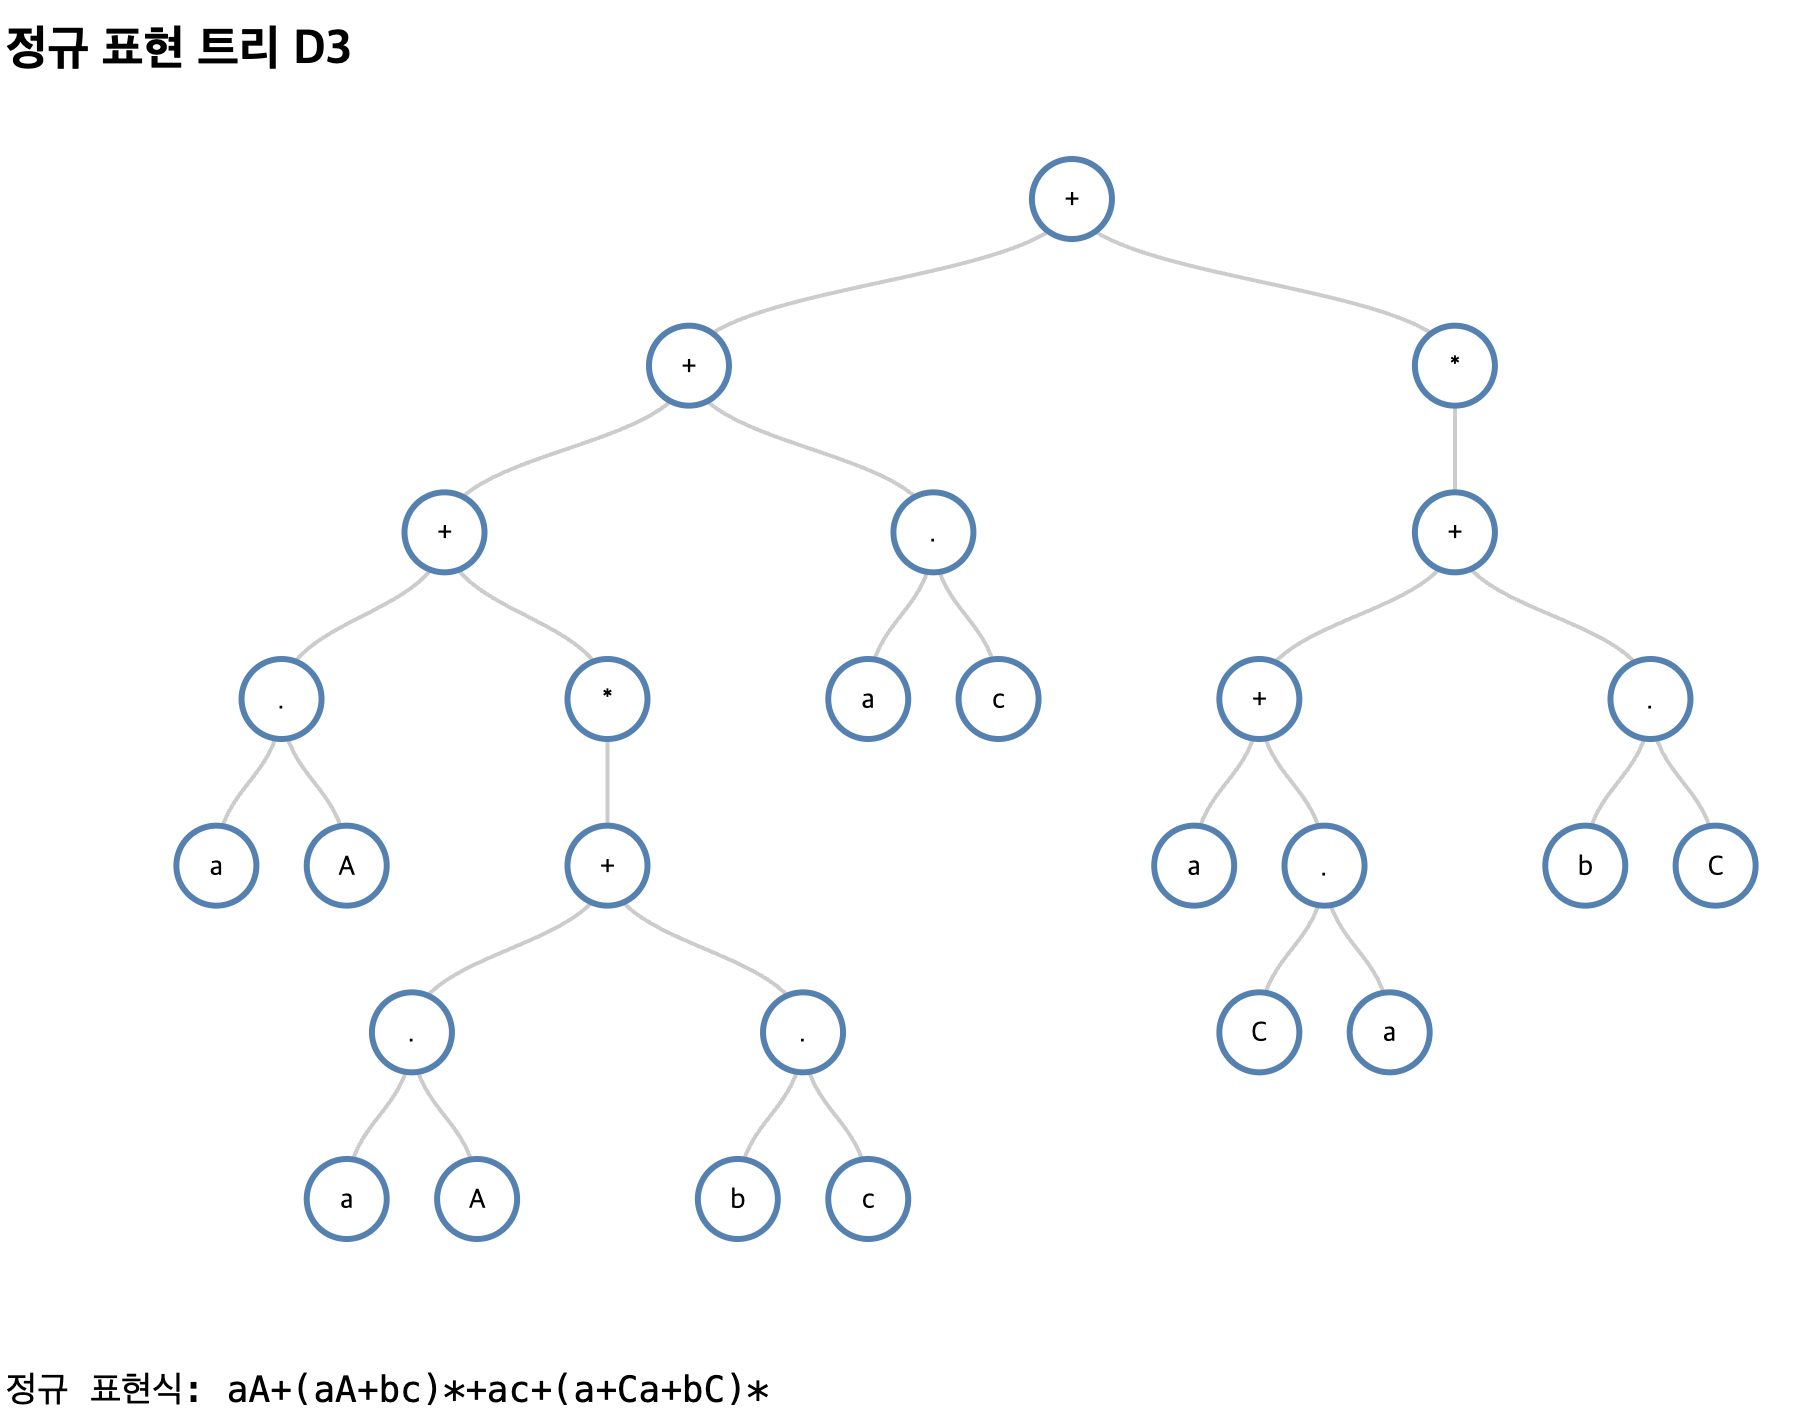 정규 표현 트리 D3
+
+ *
+ . +
. * a c + .
a A + a . b C
. . C a
a A b c
정규 표현식: aA+(aA+bc)*+ac+(a+Ca+bC)*